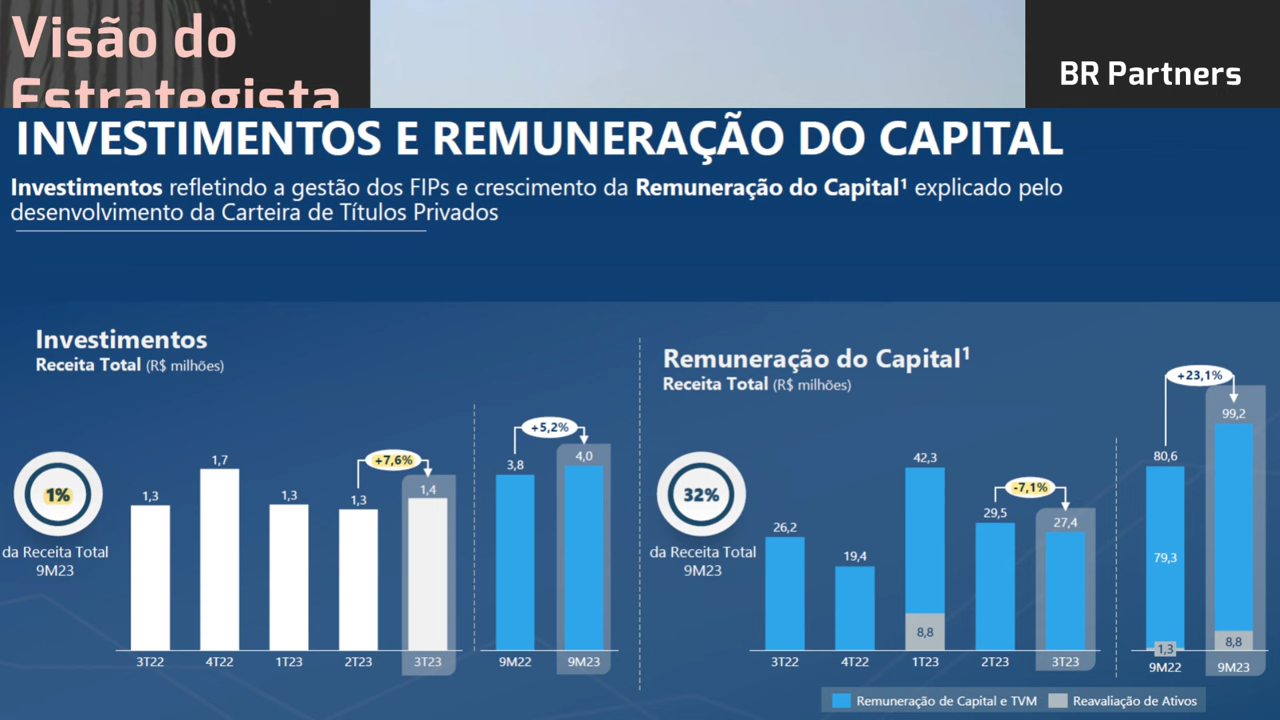 Visão do
Estrategista
BR Partners
INVESTIMENTOS E REMUNERAÇÃO DO CAPITAL
Investimentos refletindo a gestão dos FIPs e crescimento da Remuneração do Capital¹ explicado pelo
desenvolvimento da Carteira de Títulos Privados
Investimentos
Receita Total (R$ milhões)
1%
da Receita Total
9M23
1,3
1,7
1,3
1,3
+7,6%
1,4
3T22
4T22
1T23
2T23
3T23
+5,2%
3,8
4,0
9M22
9M23
Remuneração do Capital¹
Receita Total (R$ milhões)
32%
da Receita Total
9M23
26,2
19,4
42,3
8,8
29,5
-7,1%
27,4
3T22
4T22
1T23
2T23
3T23
+23,1%
80,6
99,2
79,3
1,3
8,8
9M22
9M23
Remuneração de Capital e TVM
Reavaliação de Ativos